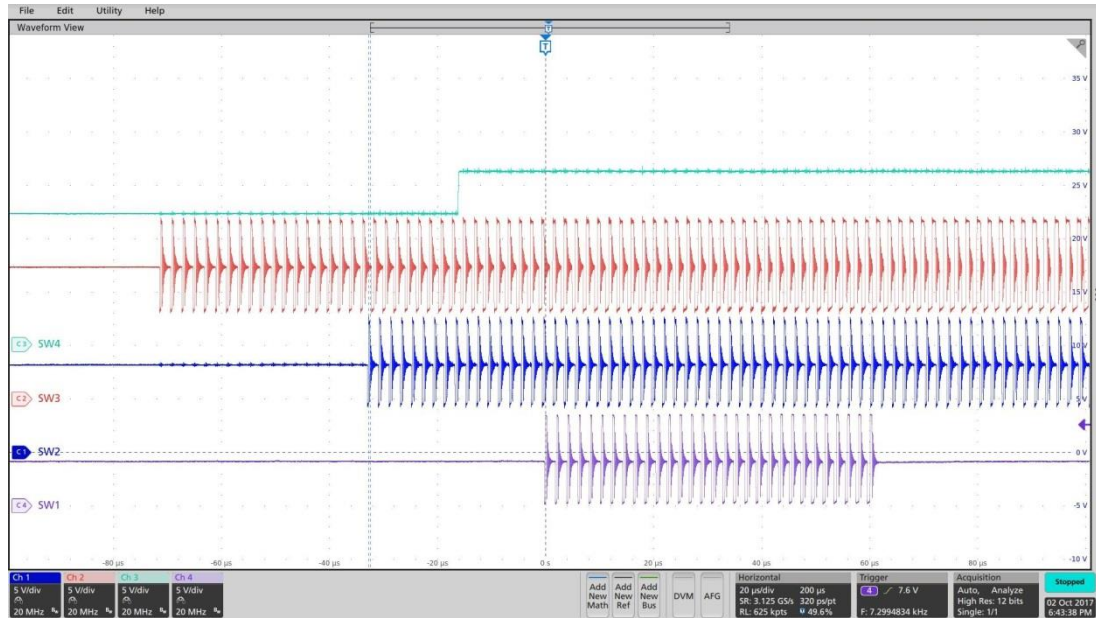 File Edit Utility Help
Waveform View
T
T
35 V
30 V
25 V
20 V
15 V
C 3 SW4
10 V
C 2 SW3
5 V
C 1 SW2
0 V
C 4 SW1
-5 V
-10 V
-80 µs -60 µs -40 µs -20 µs 0 s 20 µs 40 µs 60 µs 80 µs
Ch 1 Ch 2 Ch 3 Ch 4
5 V/div 5 V/div 5 V/div 5 V/div
20 MHz 20 MHz 20 MHz 20 MHz
Add New Math
Add New Ref
Add New Bus
DVM
AFG
Horizontal
20 µs/div 200 µs
SR: 3.125 GS/s 320 ps/pt
RL: 625 kpts 49.6%
Trigger
4 7.6 V
F: 7.2994834 kHz
Acquisition
Auto, Analyze
High Res: 12 bits
Single: 1/1
Stopped
02 Oct 2017
6:43:38 PM